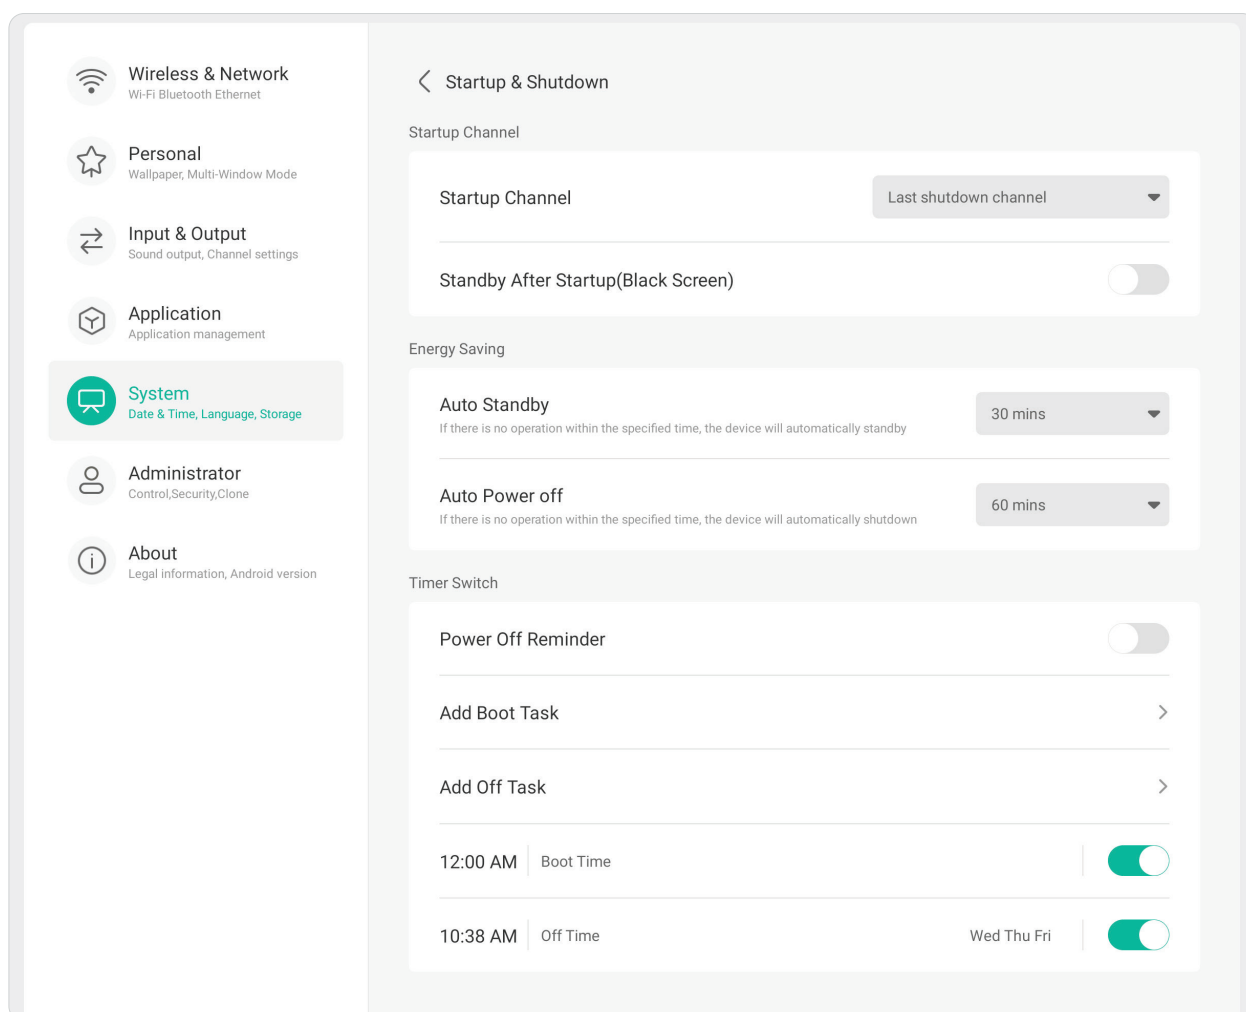 Wireless & Network
Wi-Fi Bluetooth Ethernet
Personal
Wallpaper, Multi-Window Mode
Input & Output
Sound output, Channel settings
Application
Application management
System
Date & Time, Language, Storage
Administrator
Control,Security,Clone
About
Legal information, Android version
Startup & Shutdown
Startup Channel
Startup Channel
Last shutdown channel
Standby After Startup(Black Screen)
Energy Saving
Auto Standby
If there is no operation within the specified time, the device will automatically standby
30 mins
Auto Power off
If there is no operation within the specified time, the device will automatically shutdown
60 mins
Timer Switch
Power Off Reminder
Add Boot Task
Add Off Task
12:00 AM Boot Time
10:38 AM Off Time Wed Thu Fri